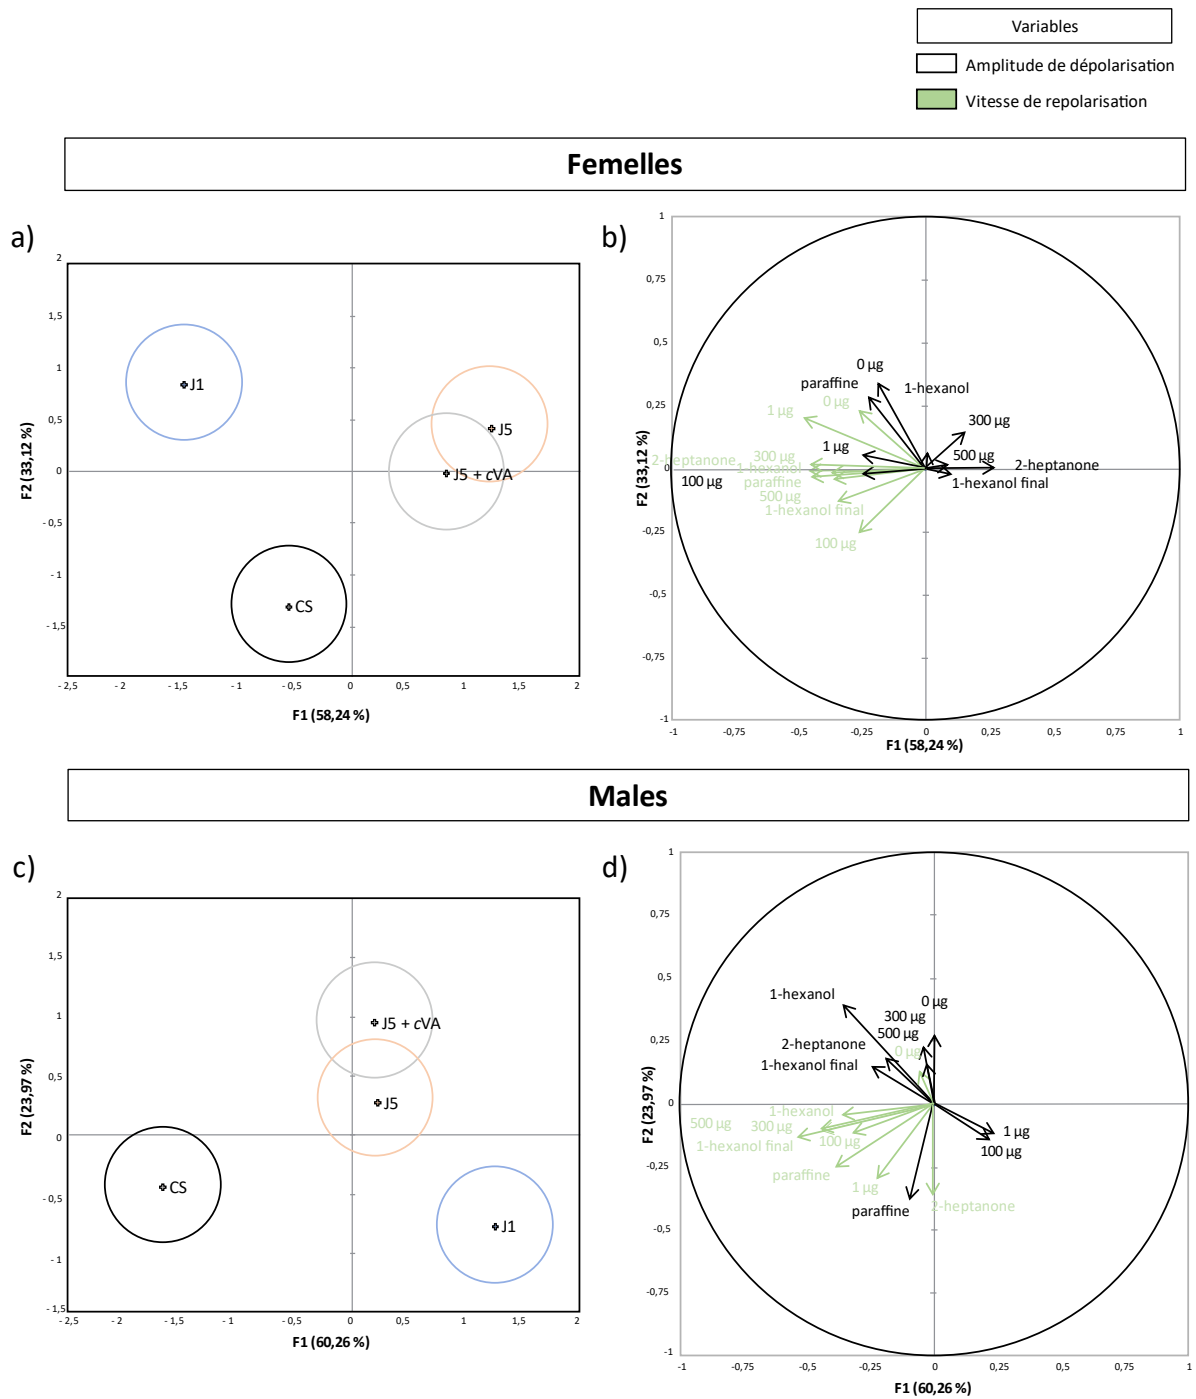 Variables
Amplitude de dépolarisation
Vitesse de repolarisation
Femelles
a)
2
1,5
1
0,5
0
- 0,5
- 1
- 1,5
F2 (33,12 %)
J1
J5
J5 + cVA
CS
- 2,5
- 2
- 1,5
- 1
- 0,5
0
0,5
1
1,5
2
F1 (58,24 %)
b)
1
0,75
0,5
0,25
0
-0,25
-0,5
-0,75
-1
F2 (33,12 %)
0 µg
paraffine
1-hexanol
0 µg
1 µg
300 µg
1 µg
500 µg
300 µg
2-heptanone
2-heptanone
1-hexanol
paraffine
100 µg
1-hexanol final
500 µg
1-hexanol final
100 µg
-1
-0,75
-0,5
-0,25
0
0,25
0,5
0,75
1
F1 (58,24 %)
Males
c)
2
1,5
1
0,5
0
- 0,5
- 1
- 1,5
F2 (23,97 %)
J5 + cVA
J5
CS
J1
- 2,5
- 2
- 1,5
- 1
- 0,5
0
0,5
1
1,5
2
F1 (60,26 %)
d)
1
0,75
0,5
0,25
0
-0,25
-0,5
-0,75
-1
F2 (23,97 %)
1-hexanol
0 µg
300 µg
500 µg
2-heptanone
0 µg
1-hexanol final
1-hexanol
500 µg
300 µg
100 µg
1-hexanol final
1 µg
100 µg
paraffine
1 µg
paraffine
2-heptanone
-1
-0,75
-0,5
-0,25
0
0,25
0,5
0,75
1
F1 (60,26 %)